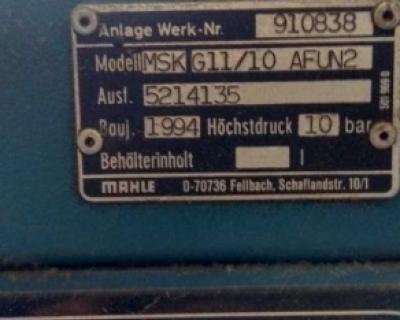 Anlage Werk-Nr. 910838
Modell MSK G11/10 AFUN2
Ausf. 5214135
Bauj. 1994 Höchstdruck 10 bar
Behälterinhalt l
MAHLE D-70736 Fellbach, Schaflandstr. 10/1